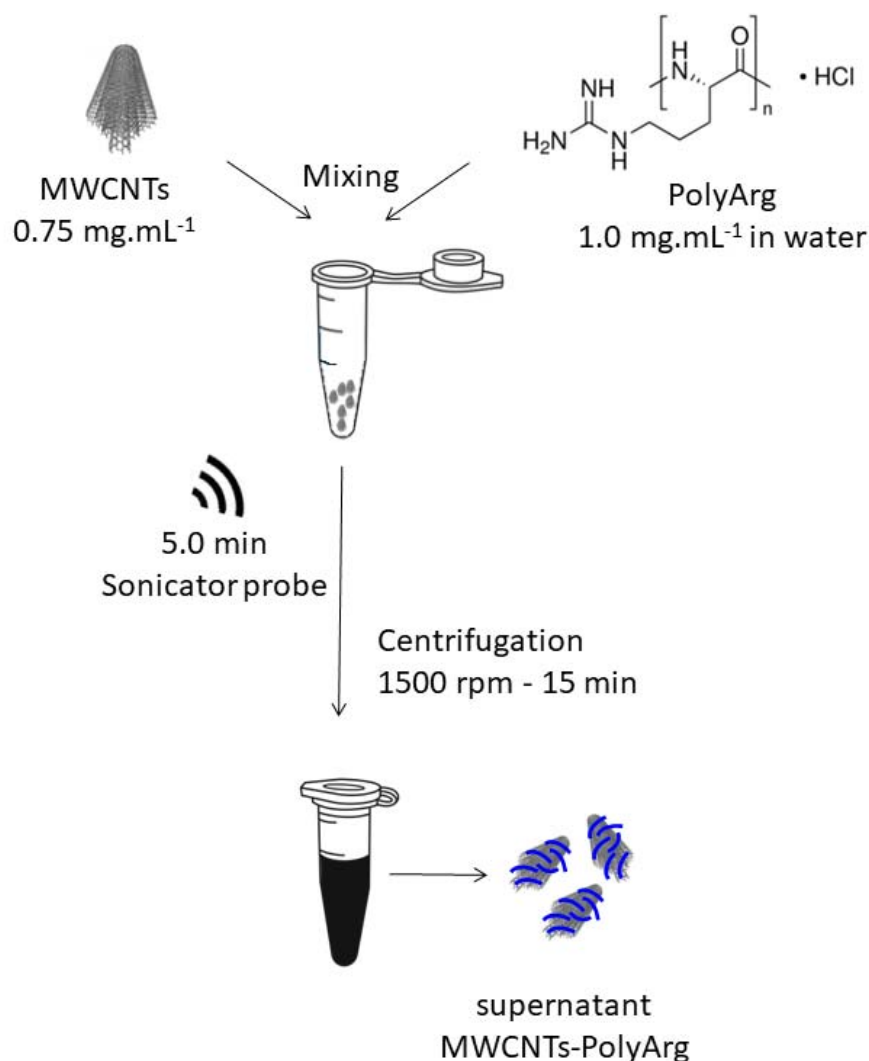 NH
H₂N
N
H
H
N
O
n
• HCl
MWCNTs
0.75 mg.mL⁻¹
Mixing
PolyArg
1.0 mg.mL⁻¹ in water
5.0 min
Sonicator probe
Centrifugation
1500 rpm - 15 min
supernatant
MWCNTs-PolyArg